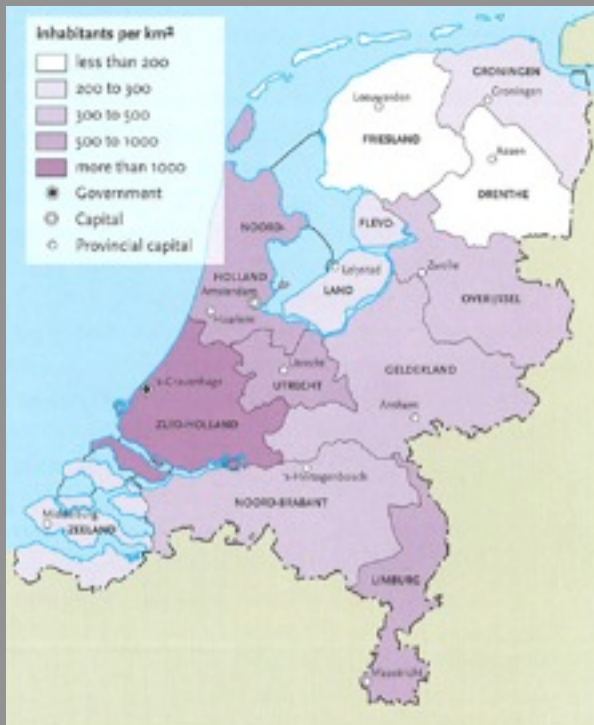 Inhabitants per km²
less than 200
200 to 300
300 to 500
500 to 1000
more than 1000
Government
Capital
Provincial capital
GRONINGEN
Groningen
Leeuwarden
FRIESLAND
Assen
DRENTHE
NOORD-
HOLLAND
FLEVO-
LAND
Lelystad
Zwolle
OVERIJSSEL
Amsterdam
Haarlem
Utrecht
UTRECHT
GELDERLAND
Arnhem
's-Gravenhage
ZUID-HOLLAND
's-Hertogenbosch
NOORD-BRABANT
Middelburg
ZEELAND
LIMBURG
Maastricht